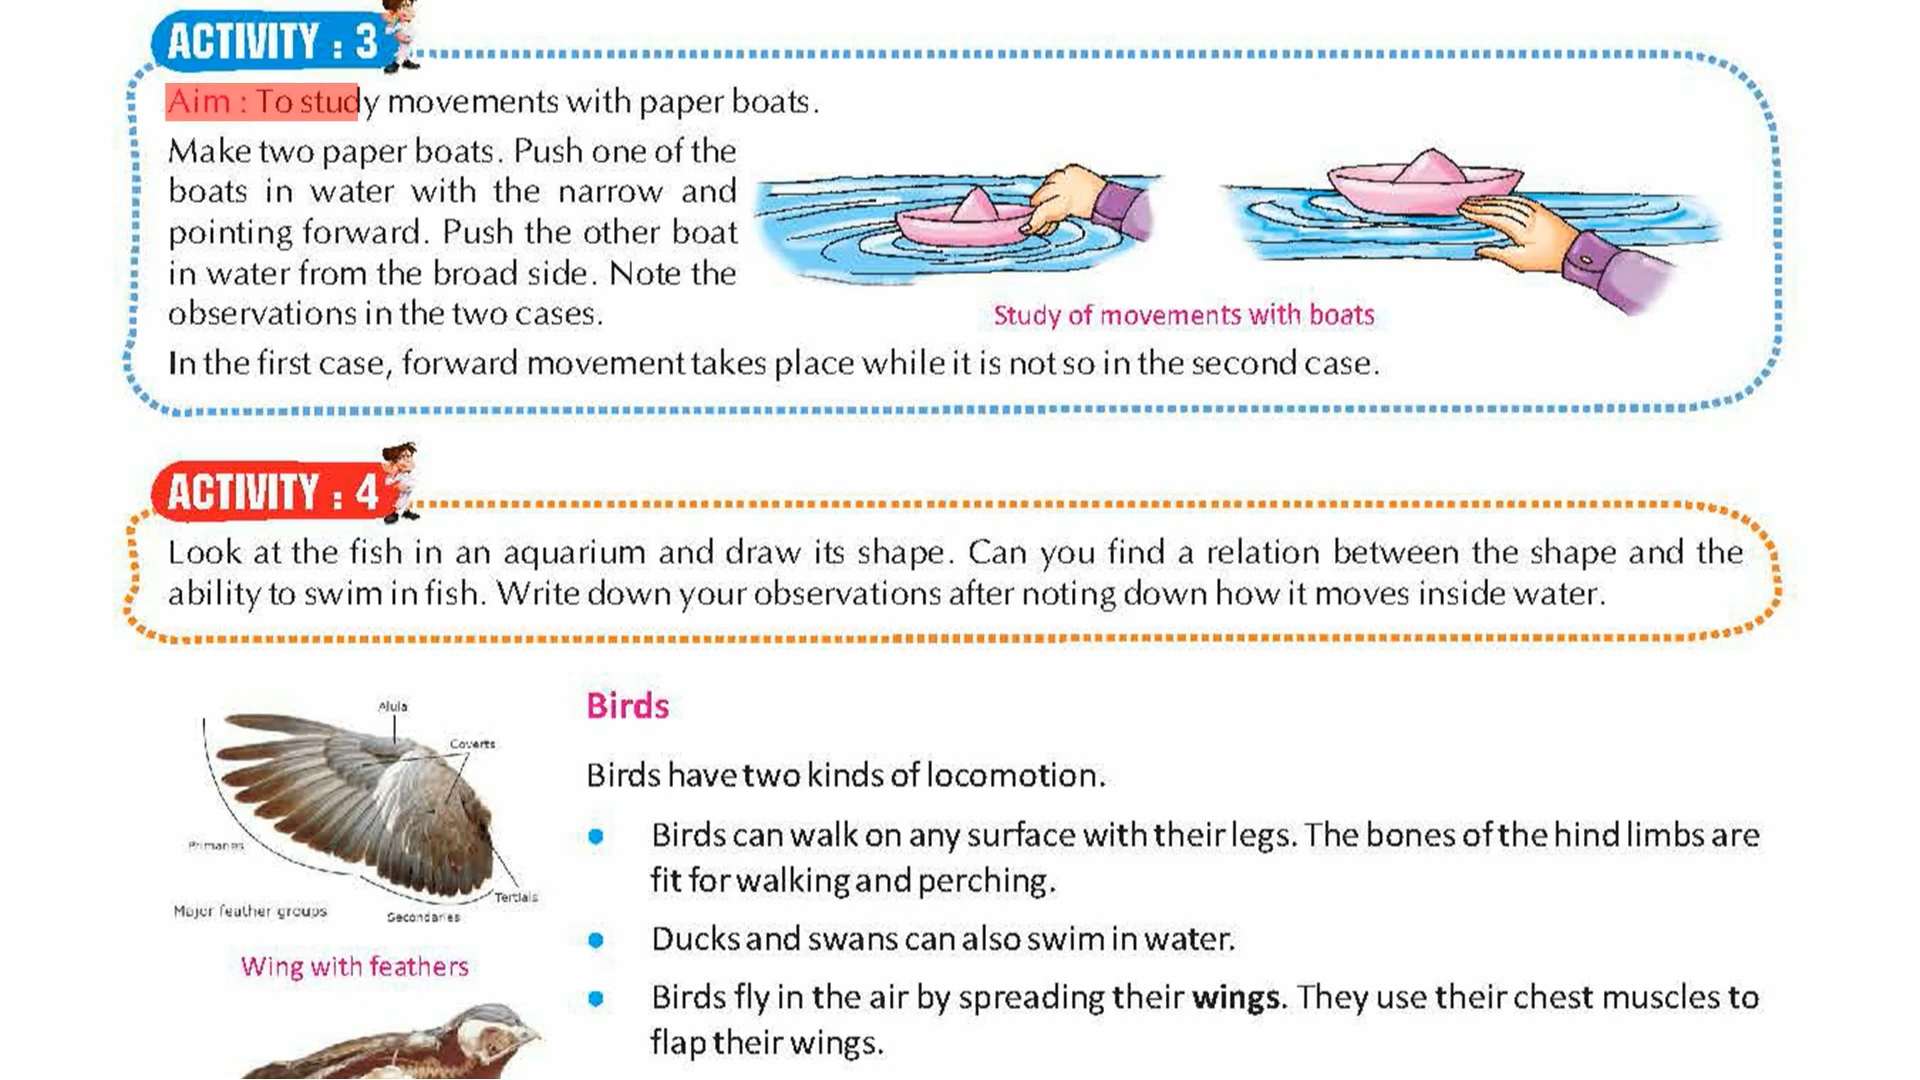 ACTIVITY : 3
Aim : To study movements with paper boats.
Make two paper boats. Push one of the
boats in water with the narrow and
pointing forward. Push the other boat
in water from the broad side. Note the
observations in the two cases.
Study of movements with boats
In the first case, forward movement takes place while it is not so in the second case.
ACTIVITY : 4
Look at the fish in an aquarium and draw its shape. Can you find a relation between the shape and the
ability to swim in fish. Write down your observations after noting down how it moves inside water.
Alula
Coverts
Primaries
Tertials
Major feather groups
Secondaries
Wing with feathers
Birds
Birds have two kinds of locomotion.
• Birds can walk on any surface with their legs. The bones of the hind limbs are
fit for walking and perching.
• Ducks and swans can also swim in water.
• Birds fly in the air by spreading their wings. They use their chest muscles to
flap their wings.